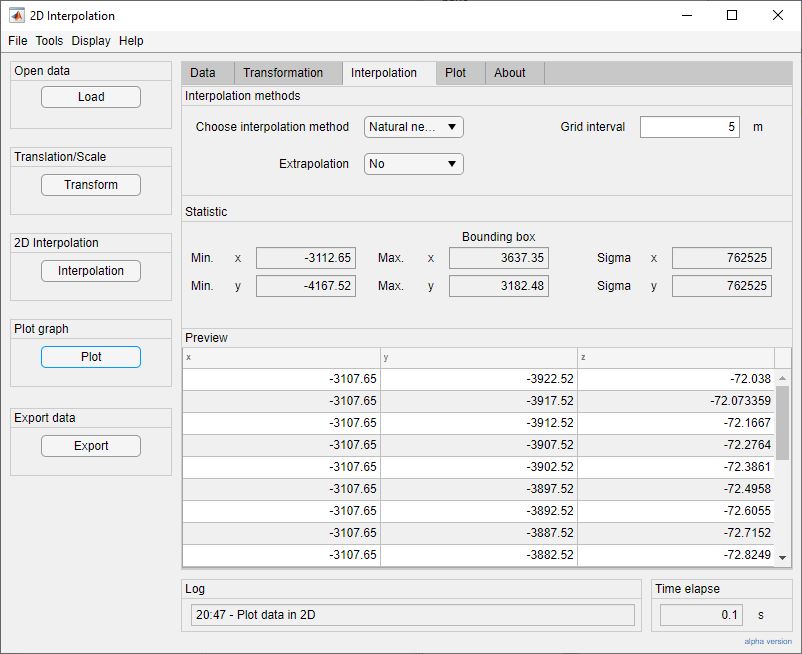 2D Interpolation
File Tools Display Help
Open data
Load
Translation/Scale
Transform
2D Interpolation
Interpolation
Plot graph
Plot
Export data
Export
Data Transformation Interpolation Plot About
Interpolation methods
Choose interpolation method Natural ne... Grid interval 5 m
Extrapolation No
Statistic
Bounding box
Min. x -3112.65 Max. x 3637.35 Sigma x 762525
Min. y -4167.52 Max. y 3182.48 Sigma y 762525
Preview
x y z
-3107.65 -3922.52 -72.038
-3107.65 -3917.52 -72.073359
-3107.65 -3912.52 -72.1667
-3107.65 -3907.52 -72.2764
-3107.65 -3902.52 -72.3861
-3107.65 -3897.52 -72.4958
-3107.65 -3892.52 -72.6055
-3107.65 -3887.52 -72.7152
-3107.65 -3882.52 -72.8249
Log
20:47 - Plot data in 2D
Time elapse
0.1 s
alpha version